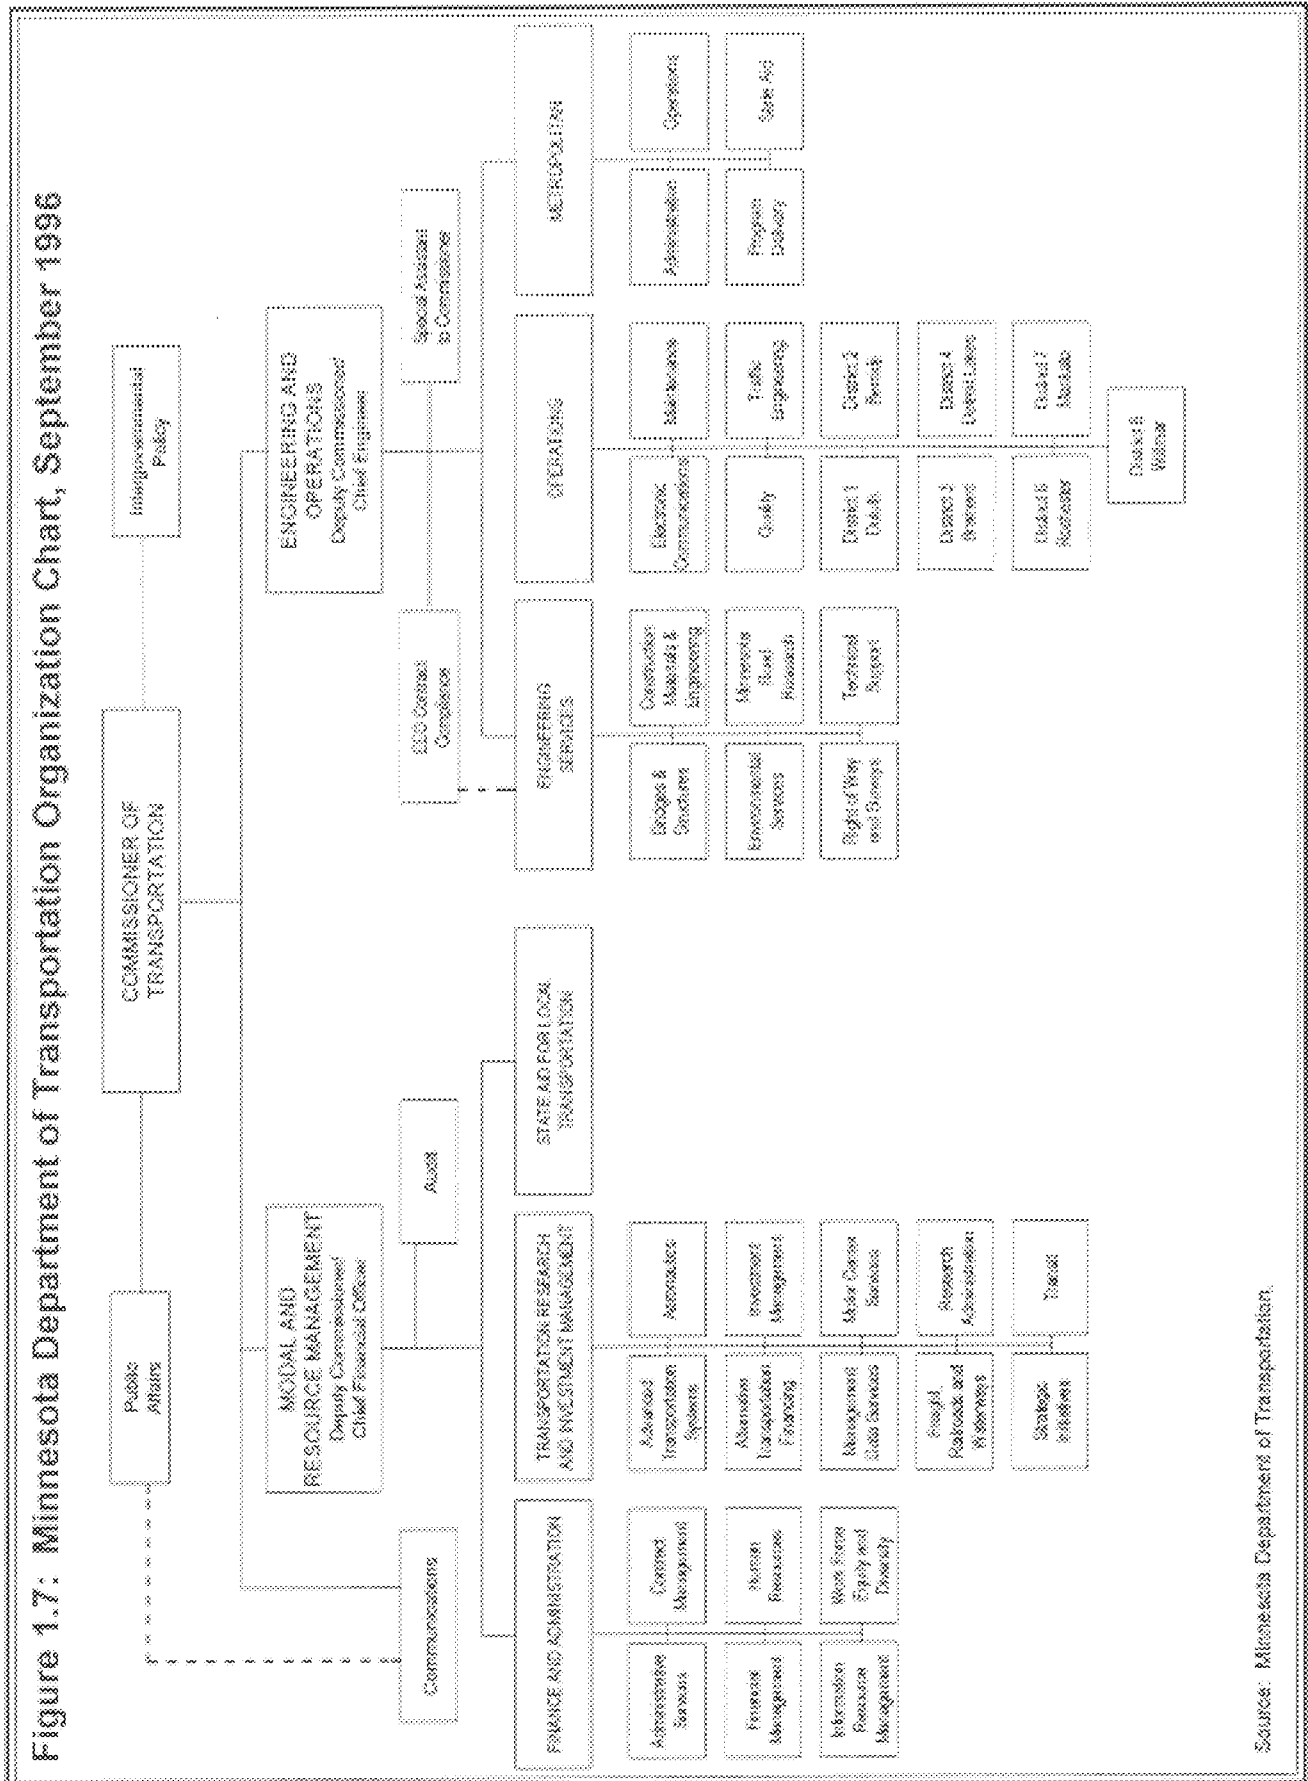 Figure 1.7: Minnesota Department of Transportation Organization Chart, September 1996
COMMISSIONER OF
TRANSPORTATION
Public
Affairs
Intergovernmental
Policy
Communications
MODAL AND
RESOURCE MANAGEMENT
Deputy Commissioner/
Chief Financial Officer
Audit
ENGINEERING AND
OPERATIONS
Deputy Commissioner/
Chief Engineer
EEO Contract
Compliance
Special Assistant
to Commissioner
FINANCE AND ADMINISTRATION
Administrative
Services
Contract
Management
Financial
Management
Human
Resources
Information
Resource
Management
Work Force
Equity and
Diversity
TRANSPORTATION RESEARCH
AND INVESTMENT MANAGEMENT
Advanced
Transportation
Systems
Aeronautics
Alternative
Transportation
Financing
Investment
Management
Management
Data Services
Motor Carrier
Services
Freight,
Railroads and
Waterways
Research
Administration
Strategic
Initiatives
Transit
STATE AID FOR LOCAL
TRANSPORTATION
ENGINEERING
SERVICES
Bridges &
Structures
Construction
Materials &
Engineering
Environmental
Services
Minnesota
Road
Research
Right of Way
and Surveys
Technical
Support
OPERATIONS
Electronic
Communications
Maintenance
Quality
Traffic
Engineering
District 1
Duluth
District 2
Bemidji
District 3
Brainerd
District 4
Detroit Lakes
District 6
Rochester
District 7
Mankato
District 8
Willmar
METROPOLITAN
Administration
Operations
Program
Delivery
State Aid
Source: Minnesota Department of Transportation.